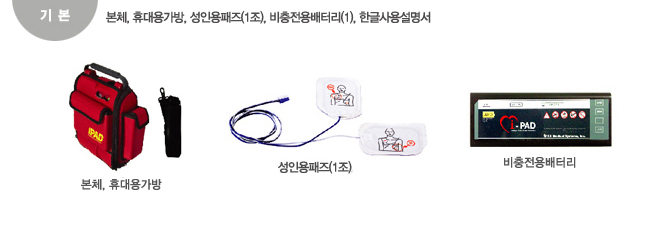 기 본
본체, 휴대용가방, 성인용패즈(1조), 비충전용배터리(1), 한글사용설명서
iPAD
i-PAD
본체, 휴대용가방
성인용패즈(1조)
비충전용배터리